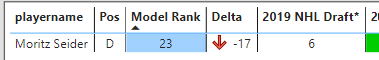 playername Pos Model Rank Delta 2019 NHL Draft*
Moritz Seider D 23 -17 6